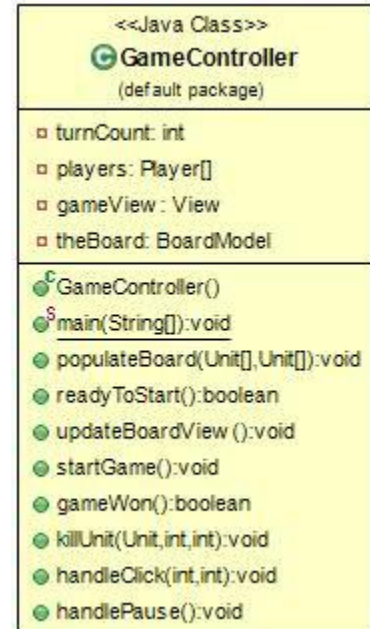 <<Java Class>>
GameController
(default package)
turnCount: int
players: Player[]
gameView : View
theBoard: BoardModel
GameController()
main(String[]):void
populateBoard(Unit[],Unit[]):void
readyToStart():boolean
updateBoardView ():void
startGame():void
gameWon():boolean
killUnit(Unit,int,int):void
handleClick(int,int):void
handlePause():void